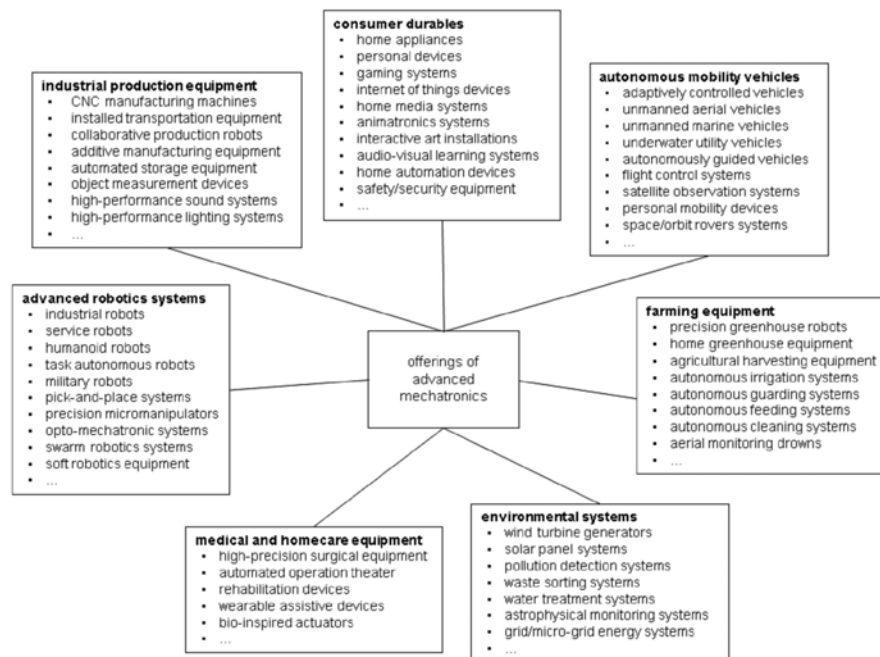 consumer durables
▪ home appliances
▪ personal devices
▪ gaming systems
▪ internet of things devices
▪ home media systems
▪ animatronics systems
▪ interactive art installations
▪ audio-visual learning systems
▪ home automation devices
▪ safety/security equipment
▪ ...
industrial production equipment
▪ CNC manufacturing machines
▪ installed transportation equipment
▪ collaborative production robots
▪ additive manufacturing equipment
▪ automated storage equipment
▪ object measurement devices
▪ high-performance sound systems
▪ high-performance lighting systems
▪ ...
autonomous mobility vehicles
▪ adaptively controlled vehicles
▪ unmanned aerial vehicles
▪ unmanned marine vehicles
▪ underwater utility vehicles
▪ autonomously guided vehicles
▪ flight control systems
▪ satellite observation systems
▪ personal mobility devices
▪ space/orbit rovers systems
▪ ...
advanced robotics systems
▪ industrial robots
▪ service robots
▪ humanoid robots
▪ task autonomous robots
▪ military robots
▪ pick-and-place systems
▪ precision micromanipulators
▪ opto-mechatronic systems
▪ swarm robotics systems
▪ soft robotics equipment
▪ ...
offerings of
advanced
mechatronics
farming equipment
▪ precision greenhouse robots
▪ home greenhouse equipment
▪ agricultural harvesting equipment
▪ autonomous irrigation systems
▪ autonomous guarding systems
▪ autonomous feeding systems
▪ autonomous cleaning systems
▪ aerial monitoring drowns
▪ ...
medical and homecare equipment
▪ high-precision surgical equipment
▪ automated operation theater
▪ rehabilitation devices
▪ wearable assistive devices
▪ bio-inspired actuators
▪ ...
environmental systems
▪ wind turbine generators
▪ solar panel systems
▪ pollution detection systems
▪ waste sorting systems
▪ water treatment systems
▪ astrophysical monitoring systems
▪ grid/micro-grid energy systems
▪ ...